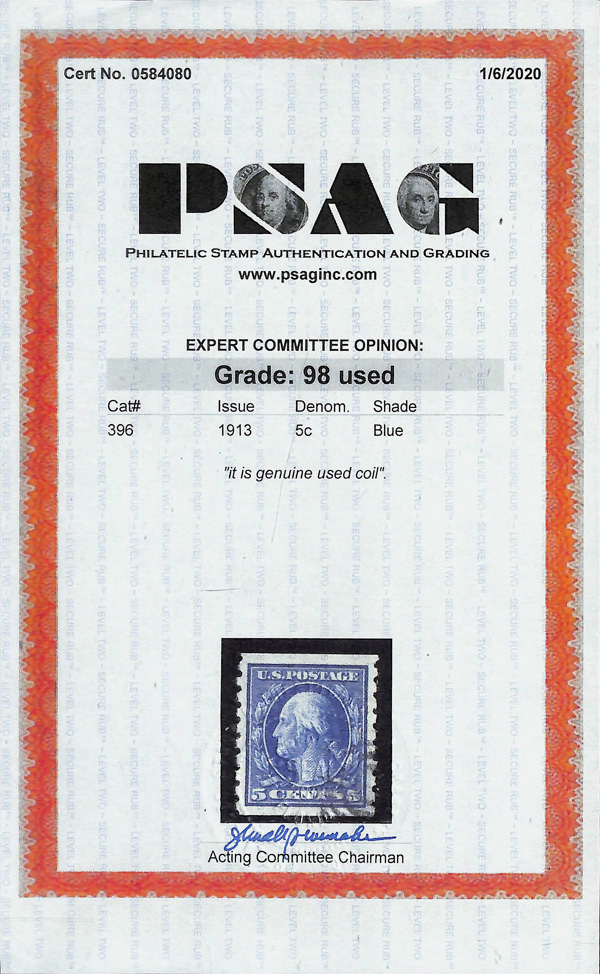 Cert No. 0584080 1/6/2020
PSAG
PHILATELIC STAMP AUTHENTICATION AND GRADING
www.psaginc.com
EXPERT COMMITTEE OPINION:
Grade: 98 used
Cat# Issue Denom. Shade
396 1913 5c Blue
"it is genuine used coil".
U.S. POSTAGE
5 CENTS 5
Acting Committee Chairman